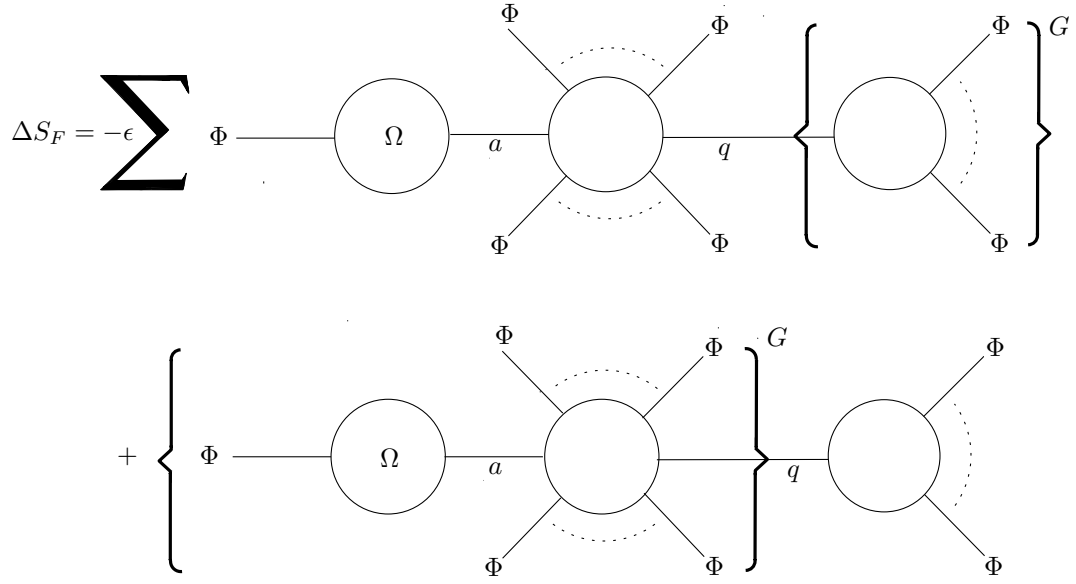 Φ Φ Φ G
ΔS_F = −ϵ ∑ Φ Ω a q
Φ Φ Φ
Φ Φ G Φ
+ Φ Ω a q
Φ Φ Φ